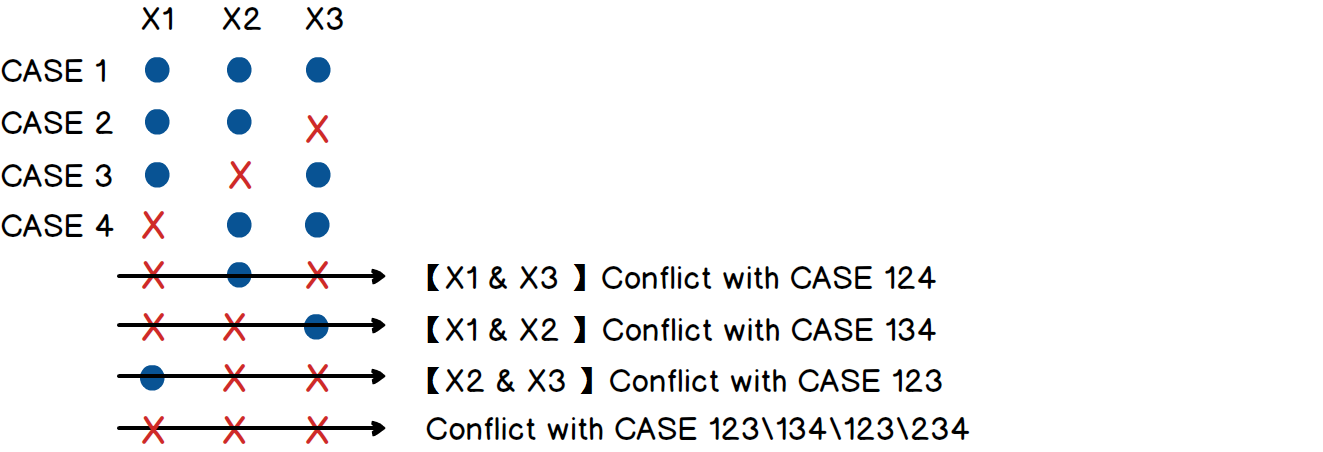 X1 X2 X3
CASE 1
CASE 2
CASE 3
CASE 4
【X1 & X3 】Conflict with CASE 124
【X1 & X2 】Conflict with CASE 134
【X2 & X3 】Conflict with CASE 123
Conflict with CASE 123\134\123\234